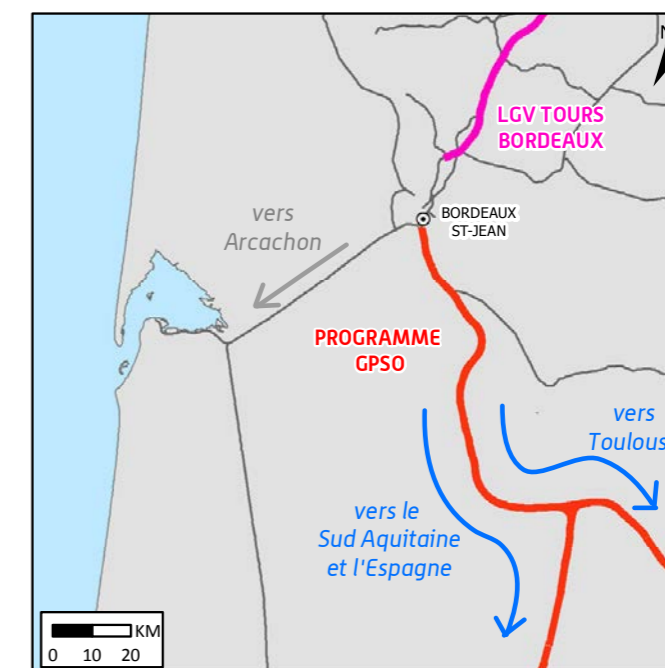 N
LGV TOURS
BORDEAUX
BORDEAUX
ST-JEAN
vers
Arcachon
PROGRAMME
GPSO
vers
Toulous
vers le
Sud Aquitaine
et l'Espagne
KM
0 10 20